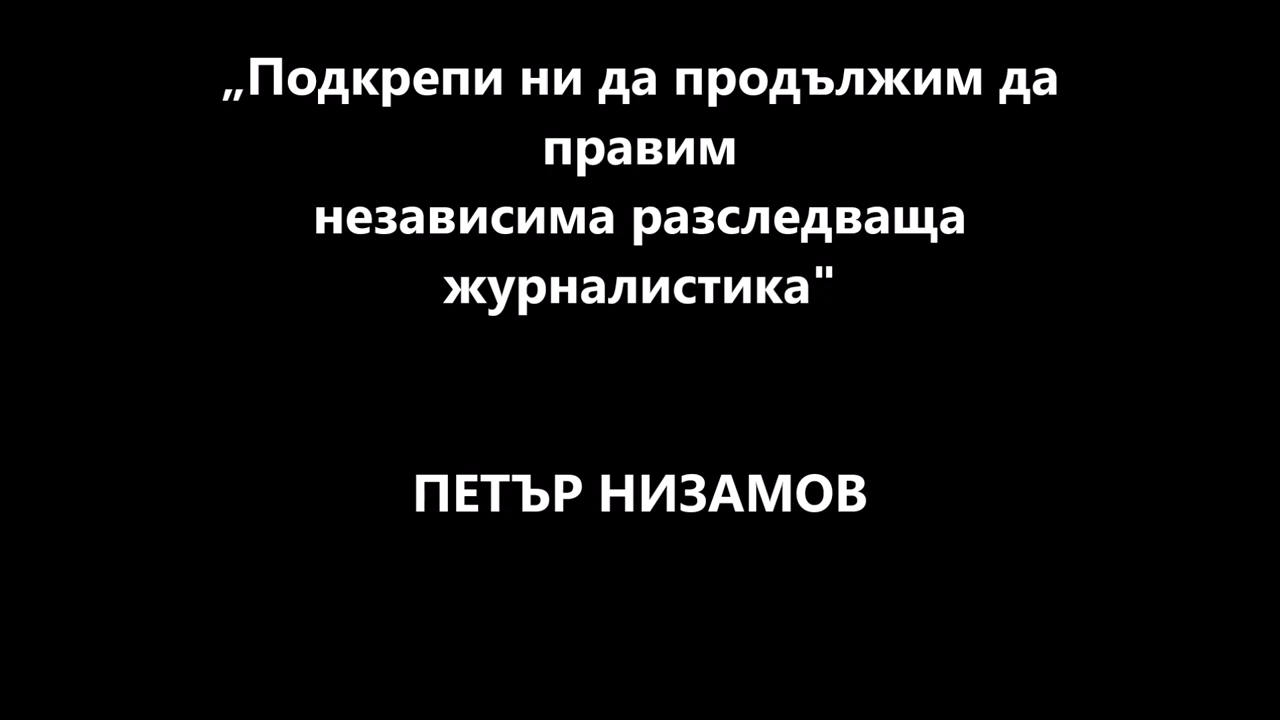 „Подкрепи ни да продължим да
правим
независима разследваща
журналистика"
ПЕТЪР НИЗАМОВ